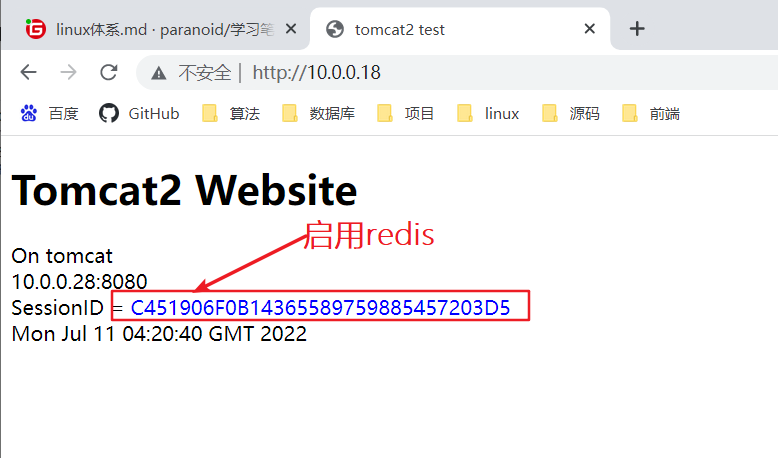 linux体系.md · paranoid/学习笔
tomcat2 test
不安全 | http://10.0.0.18
百度
GitHub
算法
数据库
项目
linux
源码
前端
Tomcat2 Website
启用redis
On tomcat
10.0.0.28:8080
SessionID = C451906F0B14365589759885457203D5
Mon Jul 11 04:20:40 GMT 2022